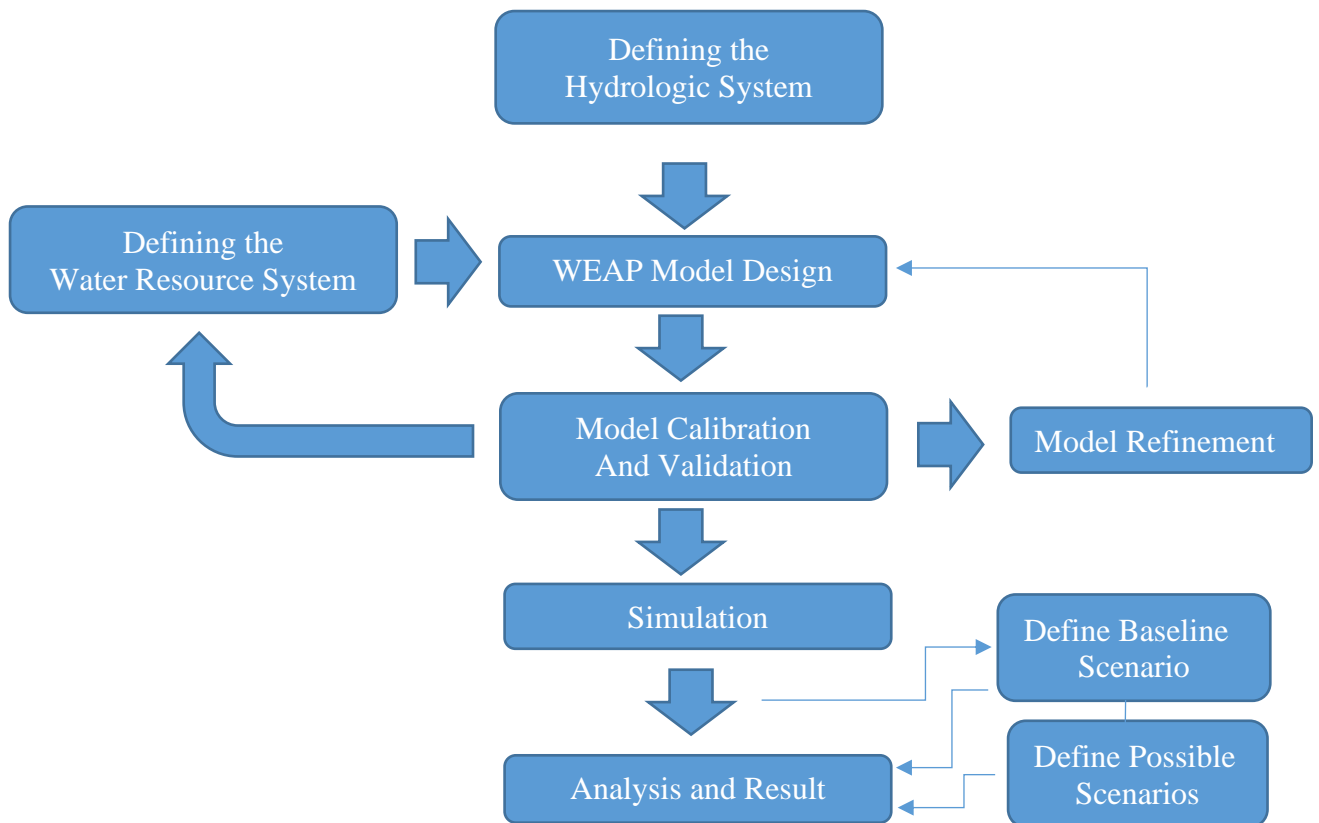 Defining the
Hydrologic System
Defining the
Water Resource System
WEAP Model Design
Model Calibration
And Validation
Model Refinement
Simulation
Define Baseline
Scenario
Analysis and Result
Define Possible
Scenarios